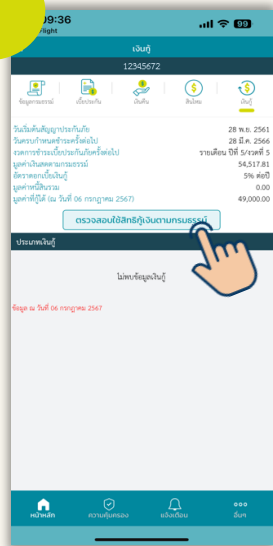 09:36
Flight
99
เงินกู้
12345672
ข้อมูลกรมธรรม์
เบี้ยประกัน
เงินคืน
สินไหม
เงินกู้
วันเริ่มต้นสัญญาประกันภัย 28 พ.ย. 2561
วันครบกำหนดชำระครั้งต่อไป 28 มี.ค. 2566
งวดการชำระเบี้ยประกันภัยครั้งต่อไป รายเดือน ปีที่ 5/งวดที่ 5
มูลค่าเงินสดตามกรมธรรม์ 54,517.81
อัตราดอกเบี้ยเงินกู้ 5% ต่อปี
มูลค่าหนี้สินรวม 0.00
มูลค่าที่กู้ได้ (ณ วันที่ 06 กรกฎาคม 2567) 49,000.00
ตรวจสอบใช้สิทธิกู้เงินตามกรมธรรม์
ประเภทเงินกู้
ไม่พบข้อมูลเงินกู้
ข้อมูล ณ วันที่ 06 กรกฎาคม 2567
หน้าหลัก
ความคุ้มครอง
แจ้งเตือน
อื่นๆ